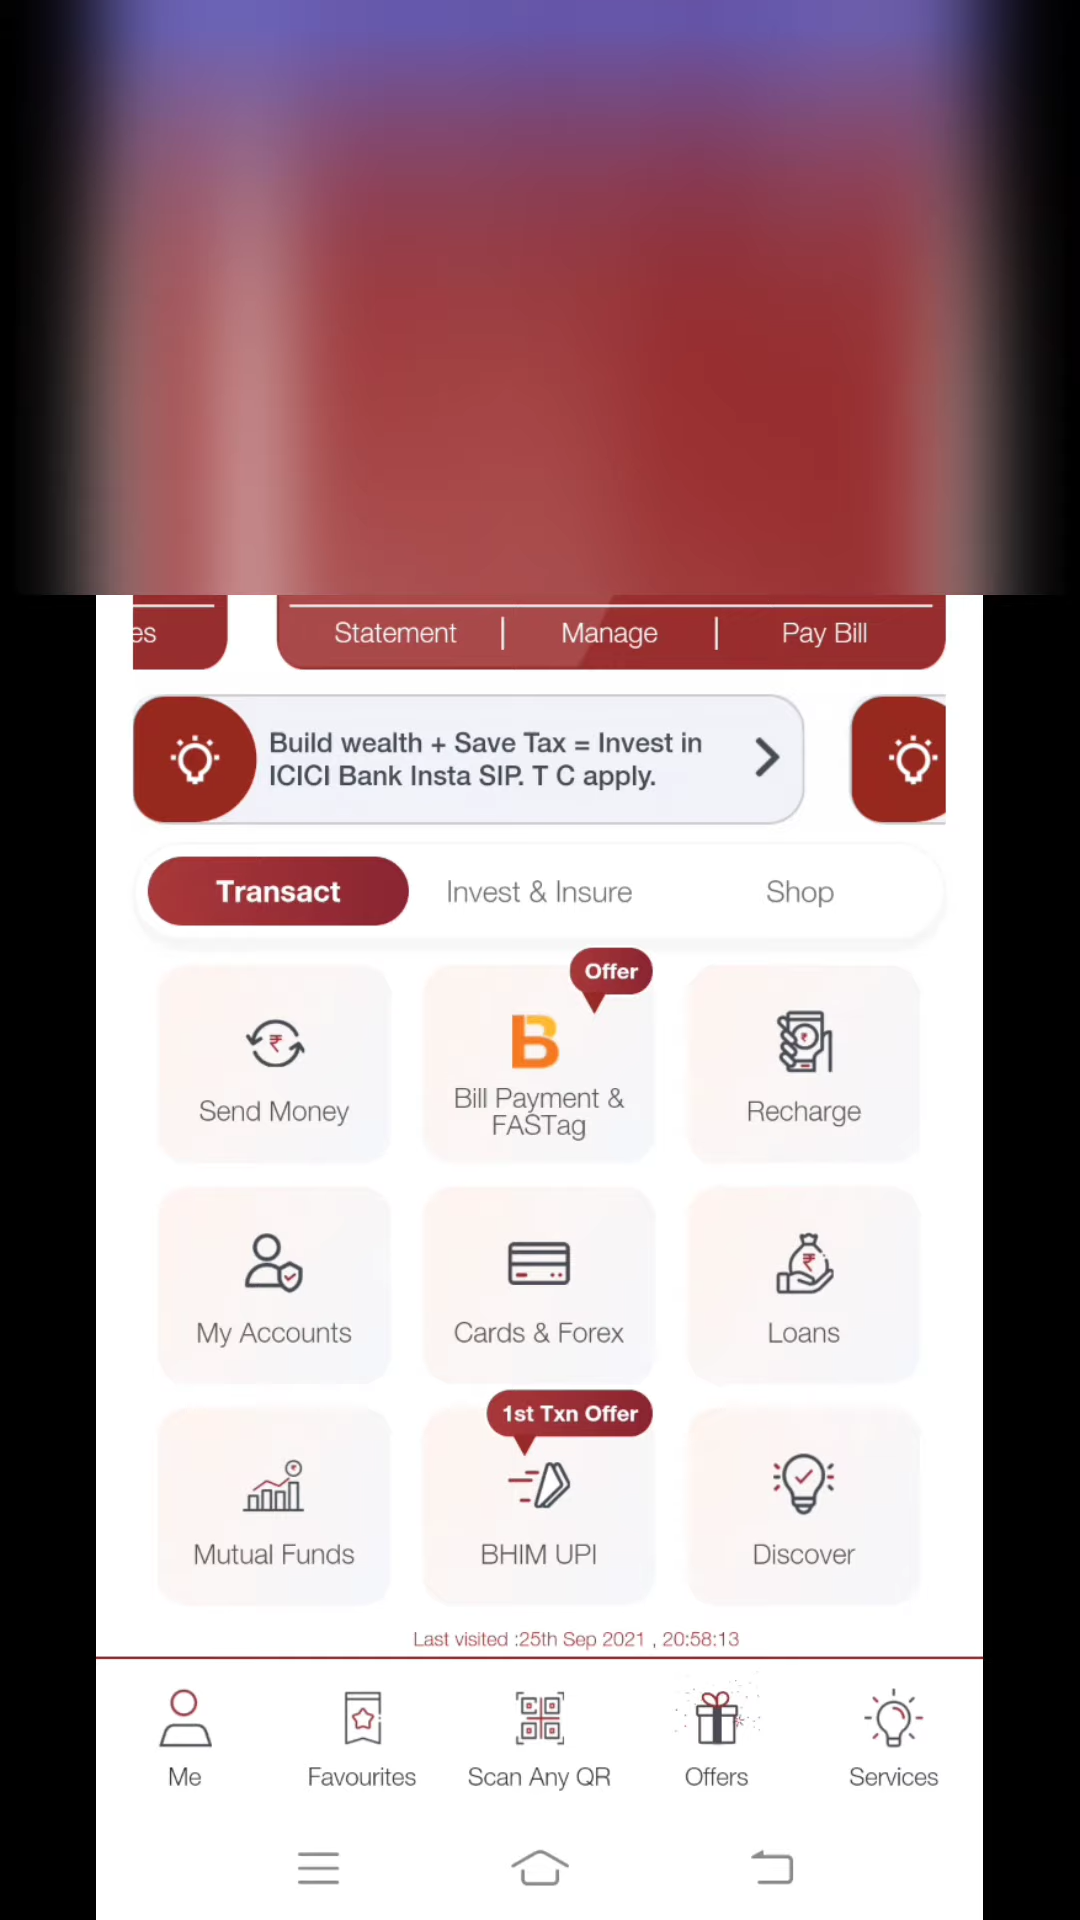 es
Statement | Manage | Pay Bill
Build wealth + Save Tax = Invest in
ICICI Bank Insta SIP. T C apply.
Transact Invest & Insure Shop
Offer
Send Money
Bill Payment &
FASTag
Recharge
My Accounts Cards & Forex Loans
1st Txn Offer
Mutual Funds BHIM UPI Discover
Last visited :25th Sep 2021 , 20:58:13
Me Favourites Scan Any QR Offers Services